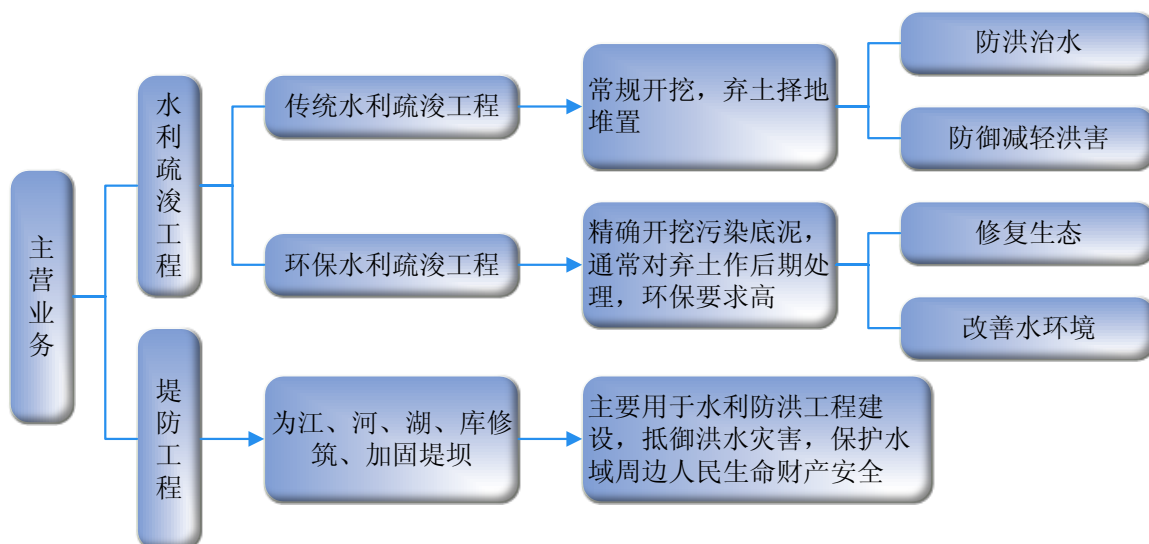 主营业务
水利疏浚工程
传统水利疏浚工程
常规开挖，弃土择地
堆置
防洪治水
防御减轻洪害
环保水利疏浚工程
精确开挖污染底泥，
通常对弃土作后期处
理，环保要求高
修复生态
改善水环境
堤防工程
为江、河、湖、库修
筑、加固堤坝
主要用于水利防洪工程建
设，抵御洪水灾害，保护水
域周边人民生命财产安全